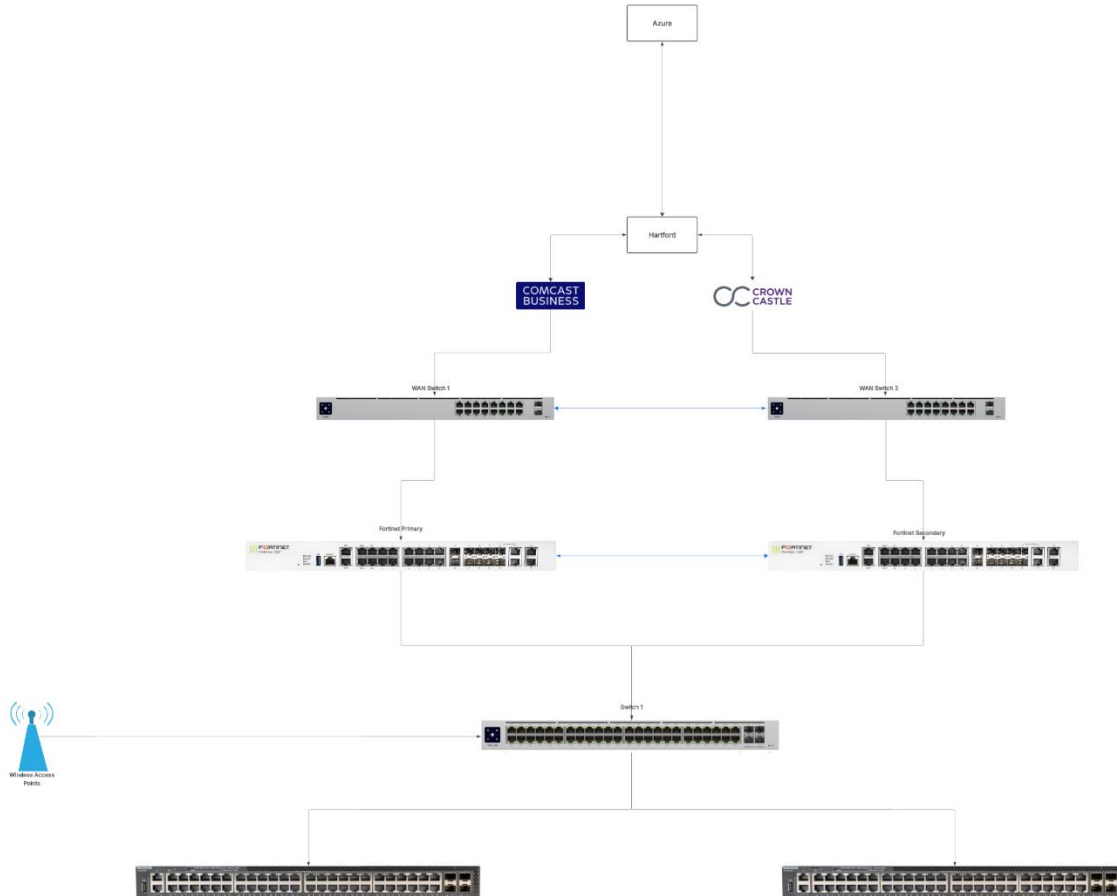 Azure
Hartford
COMCAST
BUSINESS
CROWN
CASTLE
WAN Switch 1
WAN Switch 2
Fortinet Primary
Fortinet Secondary
FORTINET
FORTINET
Switch 1
Wireless Access
Points